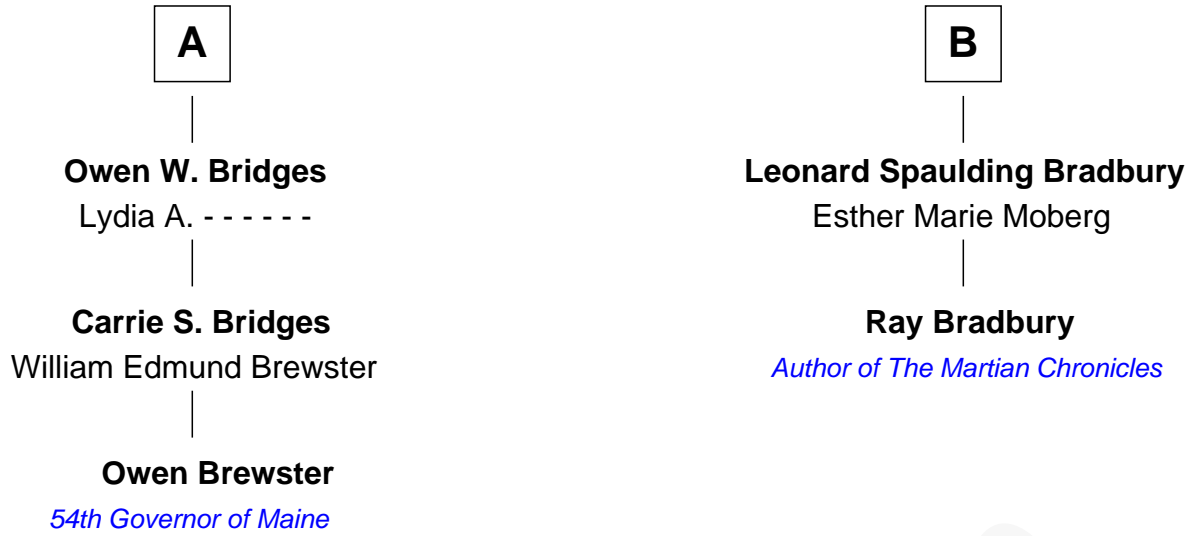 A
Owen W. Bridges
Lydia A. - - - - - -
Carrie S. Bridges
William Edmund Brewster
Owen Brewster
54th Governor of Maine
B
Leonard Spaulding Bradbury
Esther Marie Moberg
Ray Bradbury
Author of The Martian Chronicles